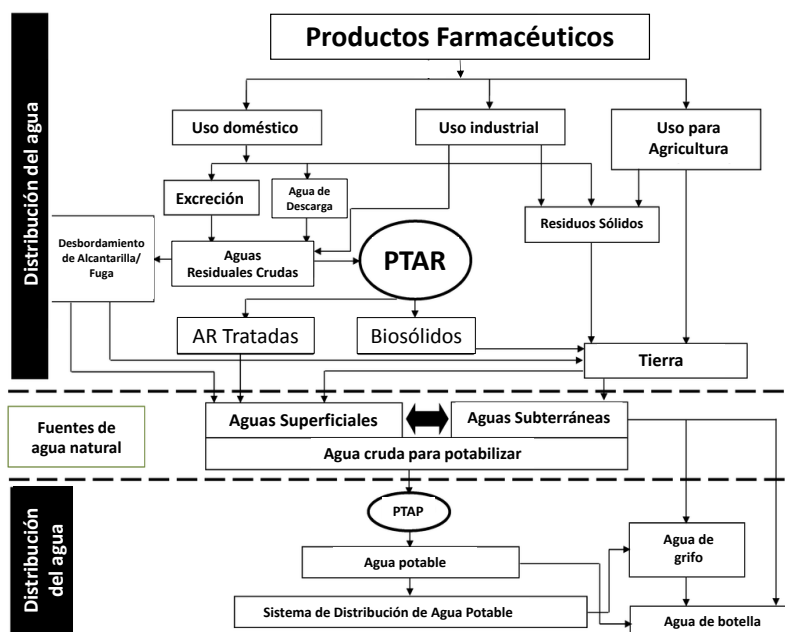 Productos Farmacéuticos
Distribución del agua
Uso doméstico
Uso industrial
Uso para
Agricultura
Excreción
Agua de
Descarga
Residuos Sólidos
Desbordamiento
de Alcantarilla/
Fuga
Aguas
Residuales Crudas
PTAR
AR Tratadas
Biosólidos
Tierra
Fuentes de
agua natural
Aguas Superficiales
Aguas Subterráneas
Agua cruda para potabilizar
Distribución
del agua
PTAP
Agua potable
Agua de
grifo
Sistema de Distribución de Agua Potable
Agua de botella